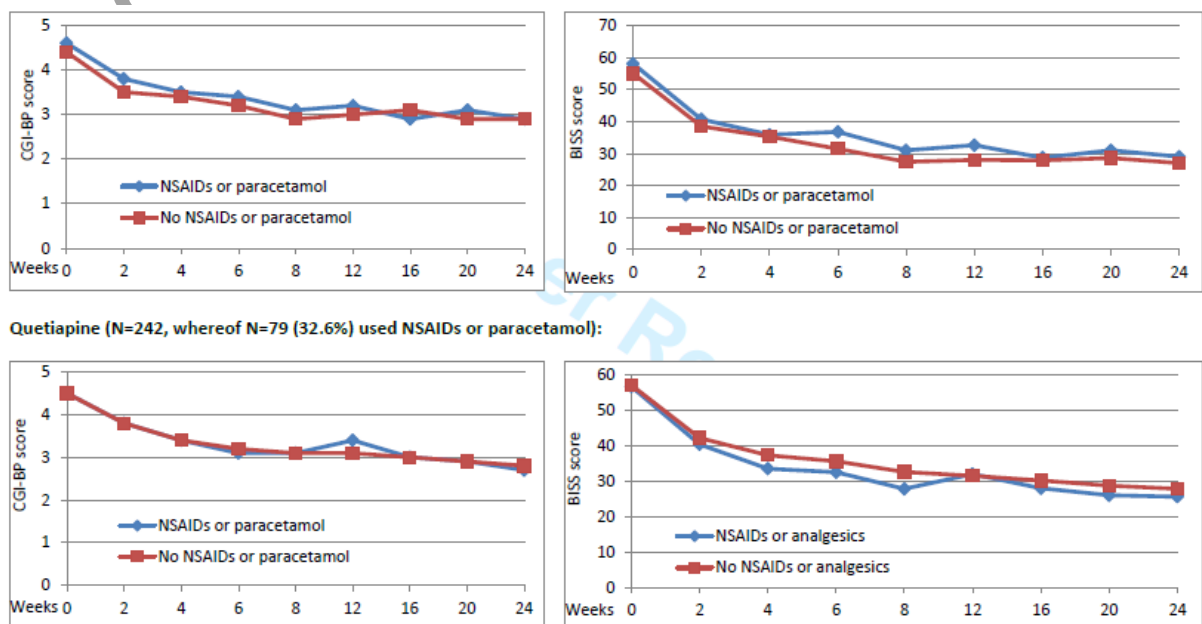 5
4
3
2
1
0
CGI-BP score
NSAIDs or paracetamol
No NSAIDs or paracetamol
Weeks 0 2 4 6 8 12 16 20 24
70
60
50
40
30
20
10
0
BISS score
NSAIDs or paracetamol
No NSAIDs or paracetamol
Weeks 0 2 4 6 8 12 16 20 24
Quetiapine (N=242, whereof N=79 (32.6%) used NSAIDs or paracetamol):
5
4
3
2
1
0
CGI-BP score
NSAIDs or paracetamol
No NSAIDs or paracetamol
Weeks 0 2 4 6 8 12 16 20 24
60
50
40
30
20
10
0
BISS score
NSAIDs or analgesics
No NSAIDs or analgesics
Weeks 0 2 4 6 8 12 16 20 24